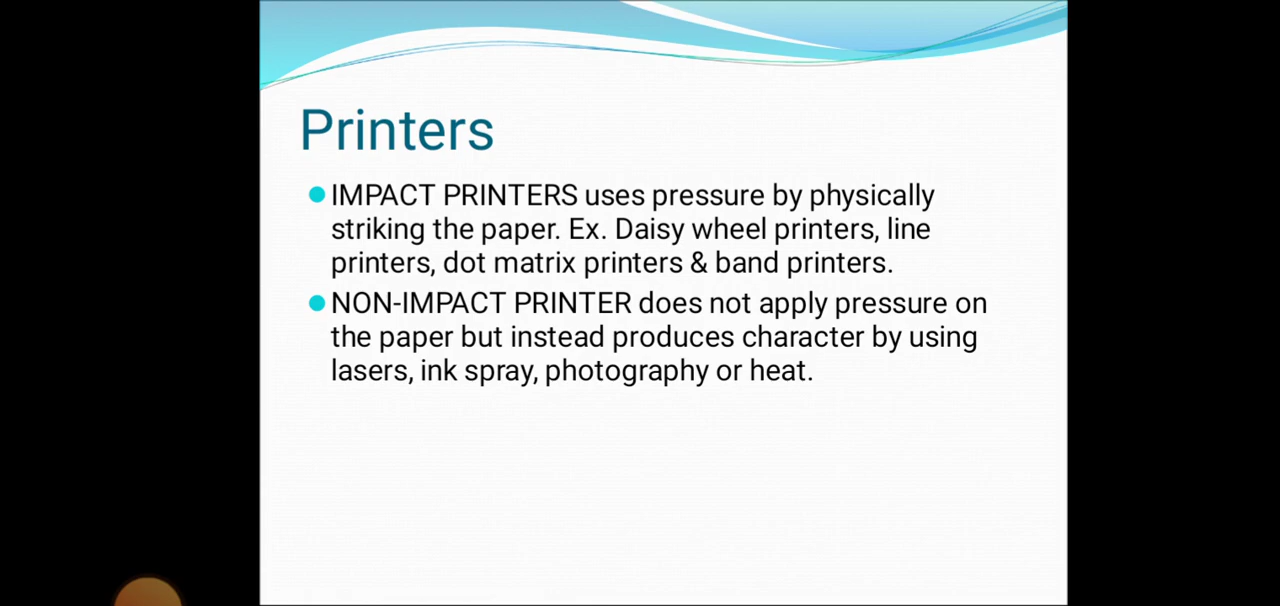 Printers
IMPACT PRINTERS uses pressure by physically
striking the paper. Ex. Daisy wheel printers, line
printers, dot matrix printers & band printers.
NON-IMPACT PRINTER does not apply pressure on
the paper but instead produces character by using
lasers, ink spray, photography or heat.